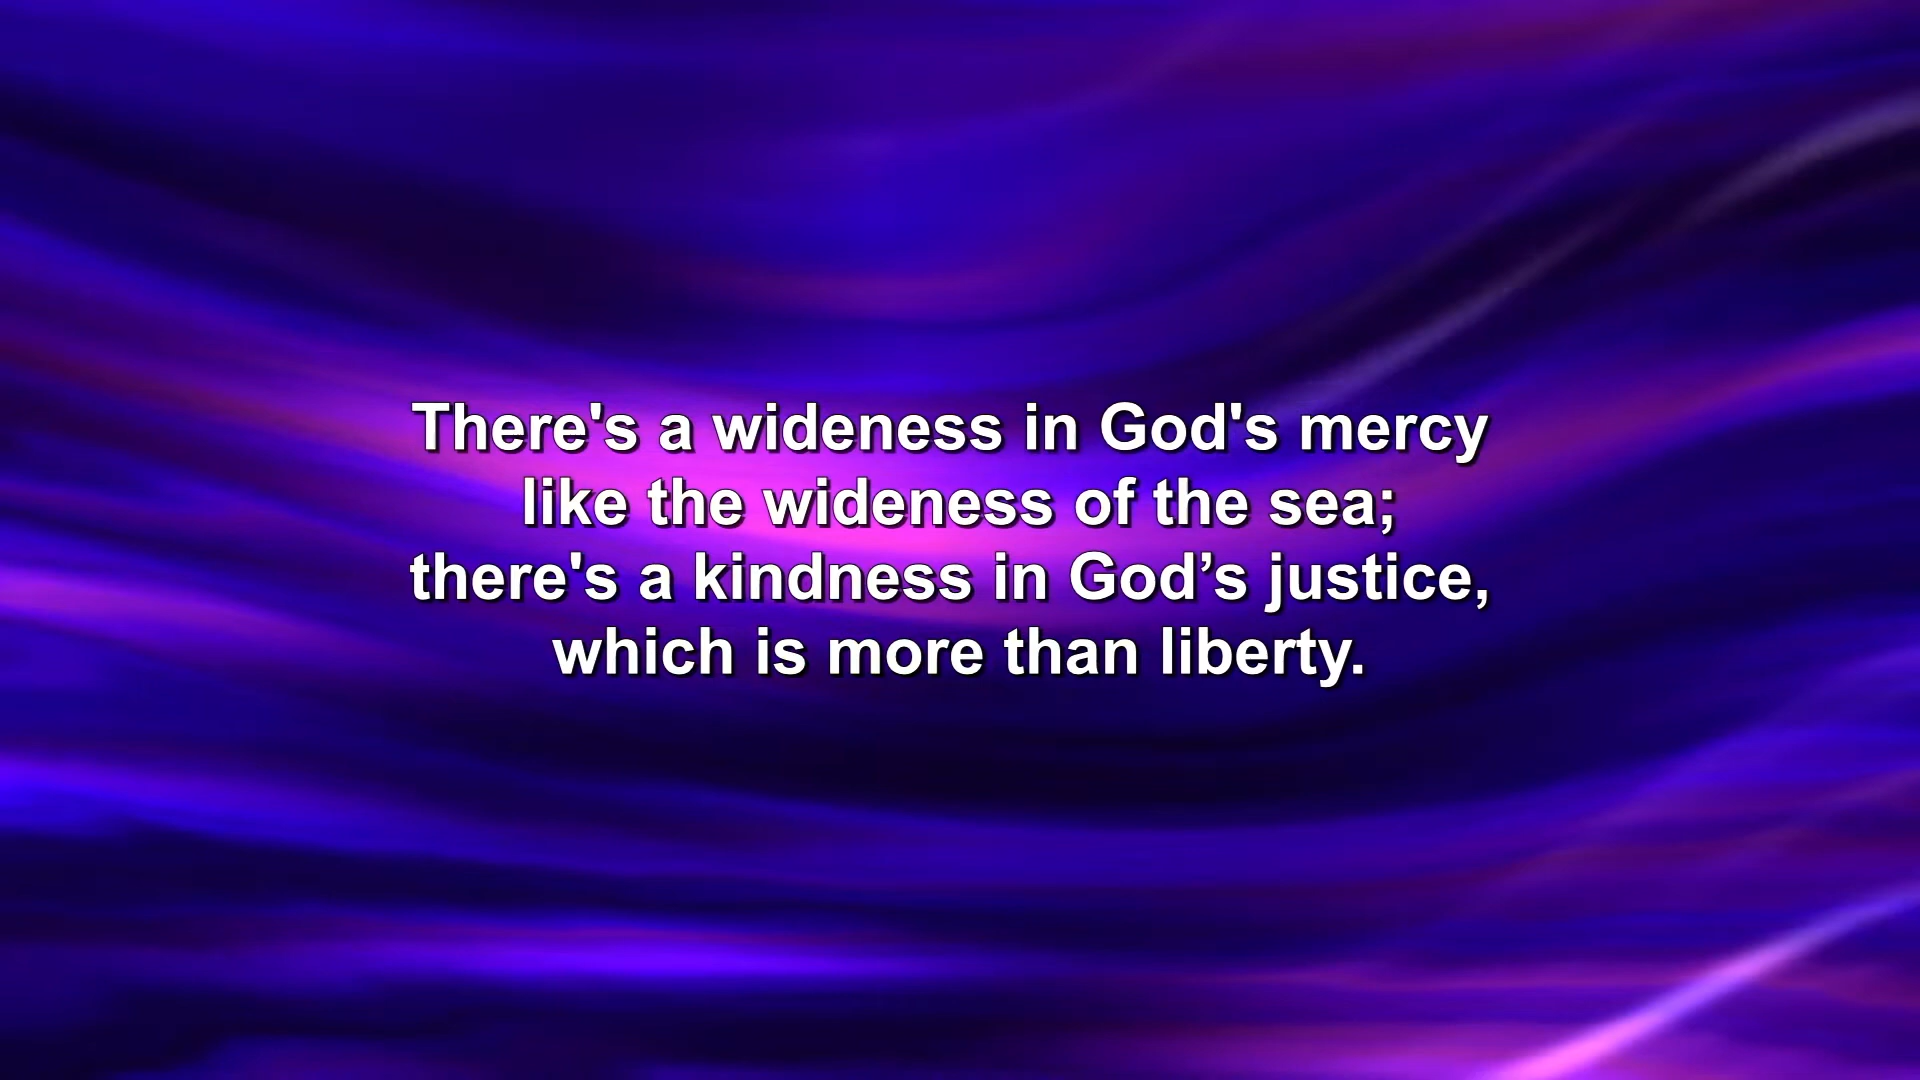 There's a wideness in God's mercy
like the wideness of the sea;
there's a kindness in God’s justice,
which is more than liberty.